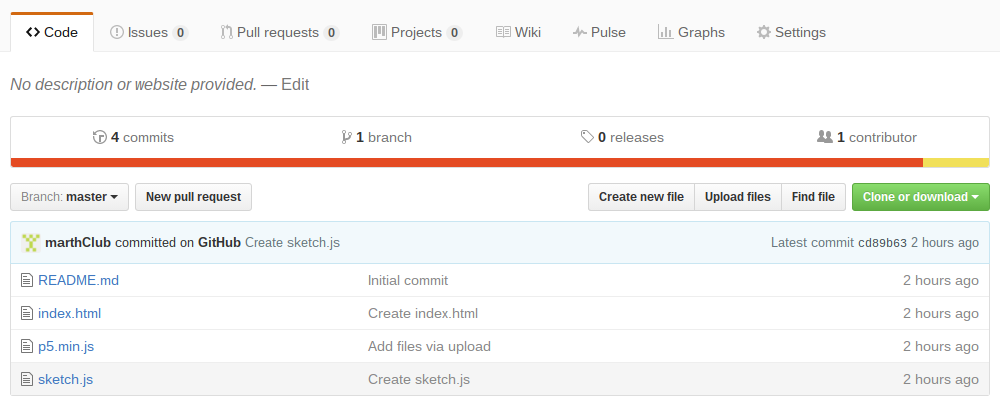 Code Issues 0 Pull requests 0 Projects 0 Wiki Pulse Graphs Settings
No description or website provided. — Edit
4 commits 1 branch 0 releases 1 contributor
Branch: master New pull request Create new file Upload files Find file Clone or download
marthClub committed on GitHub Create sketch.js Latest commit cd89b63 2 hours ago
README.md Initial commit 2 hours ago
index.html Create index.html 2 hours ago
p5.min.js Add files via upload 2 hours ago
sketch.js Create sketch.js 2 hours ago